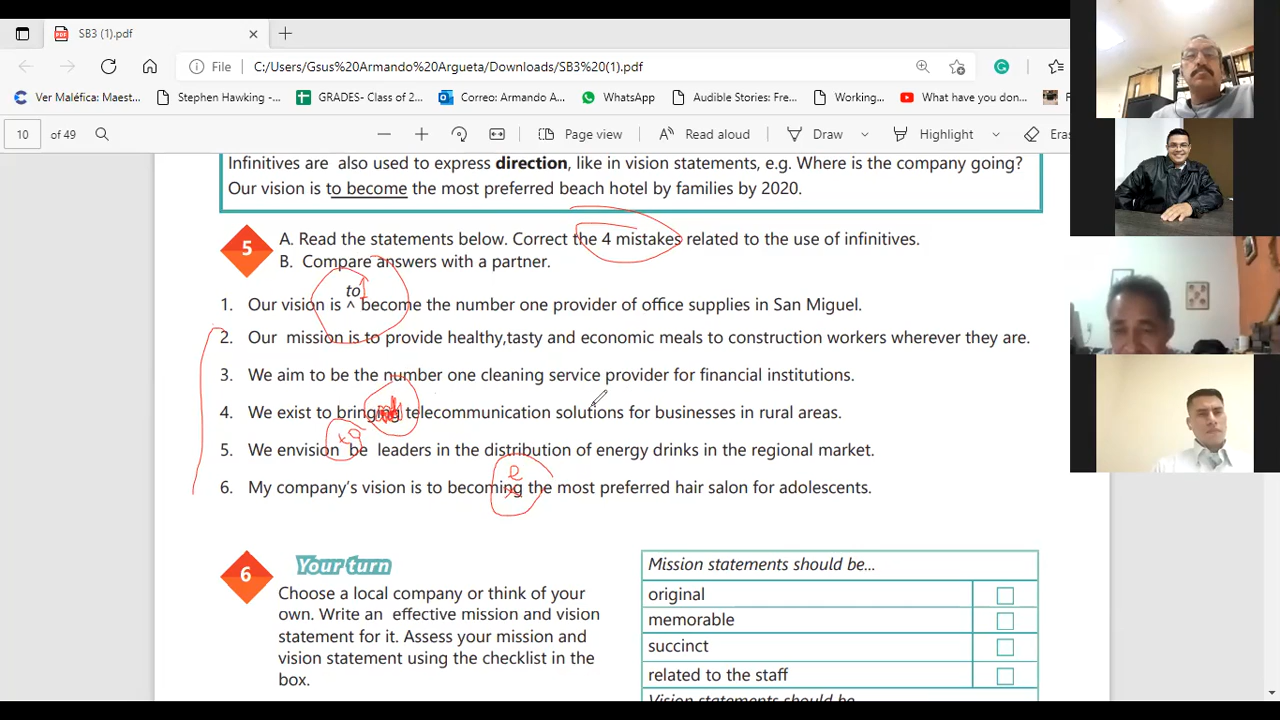 SB3 (1).pdf
File
C:/Users/Gsus%20Armando%20Argueta/Downloads/SB3%20(1).pdf
Ver Maléfica: Maest...
Stephen Hawking -...
GRADES- Class of 2...
Correo: Armando A...
WhatsApp
Audible Stories: Fre...
Working...
What have you don...
10 of 49
Page view
Read aloud
Draw
Highlight
Eras
Infinitives are also used to express direction, like in vision statements, e.g. Where is the company going?
Our vision is to become the most preferred beach hotel by families by 2020.
5
A. Read the statements below. Correct the 4 mistakes related to the use of infinitives.
B. Compare answers with a partner.
to
1. Our vision is ^ become the number one provider of office supplies in San Miguel.
2. Our mission is to provide healthy,tasty and economic meals to construction workers wherever they are.
3. We aim to be the number one cleaning service provider for financial institutions.
4. We exist to bringing telecommunication solutions for businesses in rural areas.
to
5. We envision be leaders in the distribution of energy drinks in the regional market.
e
6. My company's vision is to becoming the most preferred hair salon for adolescents.
6
Your turn
Choose a local company or think of your
own. Write an effective mission and vision
statement for it. Assess your mission and
vision statement using the checklist in the
box.
Mission statements should be...
original
memorable
succinct
related to the staff
Vision statements should be